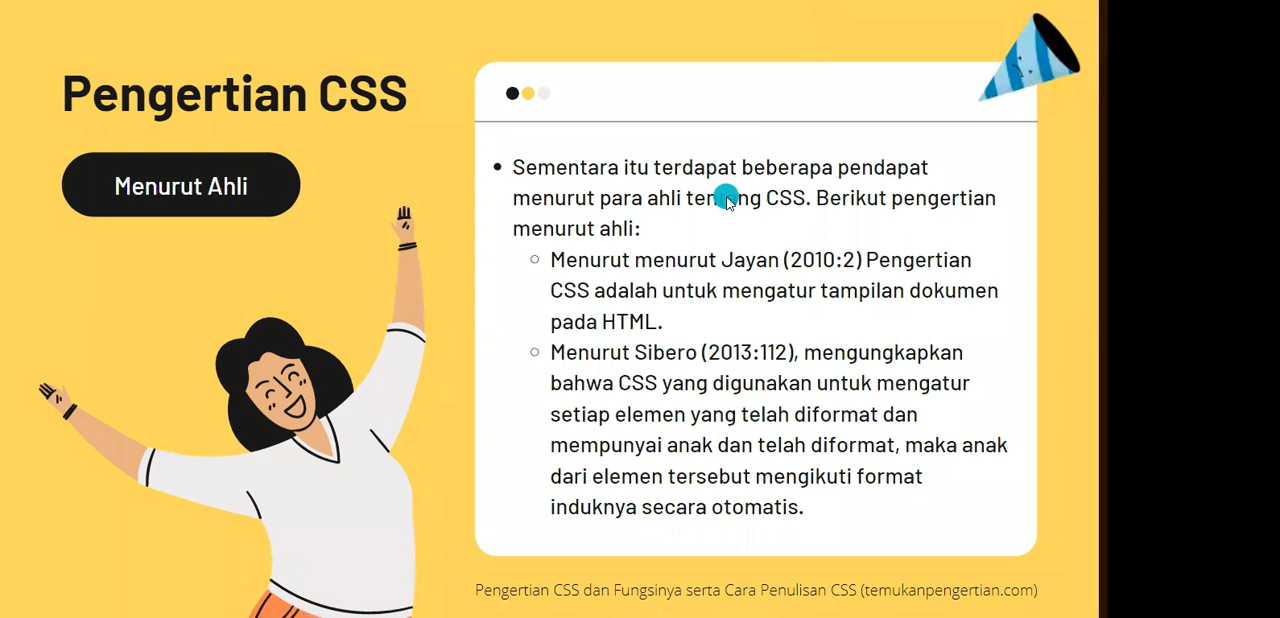 Pengertian CSS
Menurut Ahli
Sementara itu terdapat beberapa pendapat
menurut para ahli tentang CSS. Berikut pengertian
menurut ahli:
Menurut menurut Jayan (2010:2) Pengertian
CSS adalah untuk mengatur tampilan dokumen
pada HTML.
Menurut Sibero (2013:112), mengungkapkan
bahwa CSS yang digunakan untuk mengatur
setiap elemen yang telah diformat dan
mempunyai anak dan telah diformat, maka anak
dari elemen tersebut mengikuti format
induknya secara otomatis.
Pengertian CSS dan Fungsinya serta Cara Penulisan CSS (temukanpengertian.com)